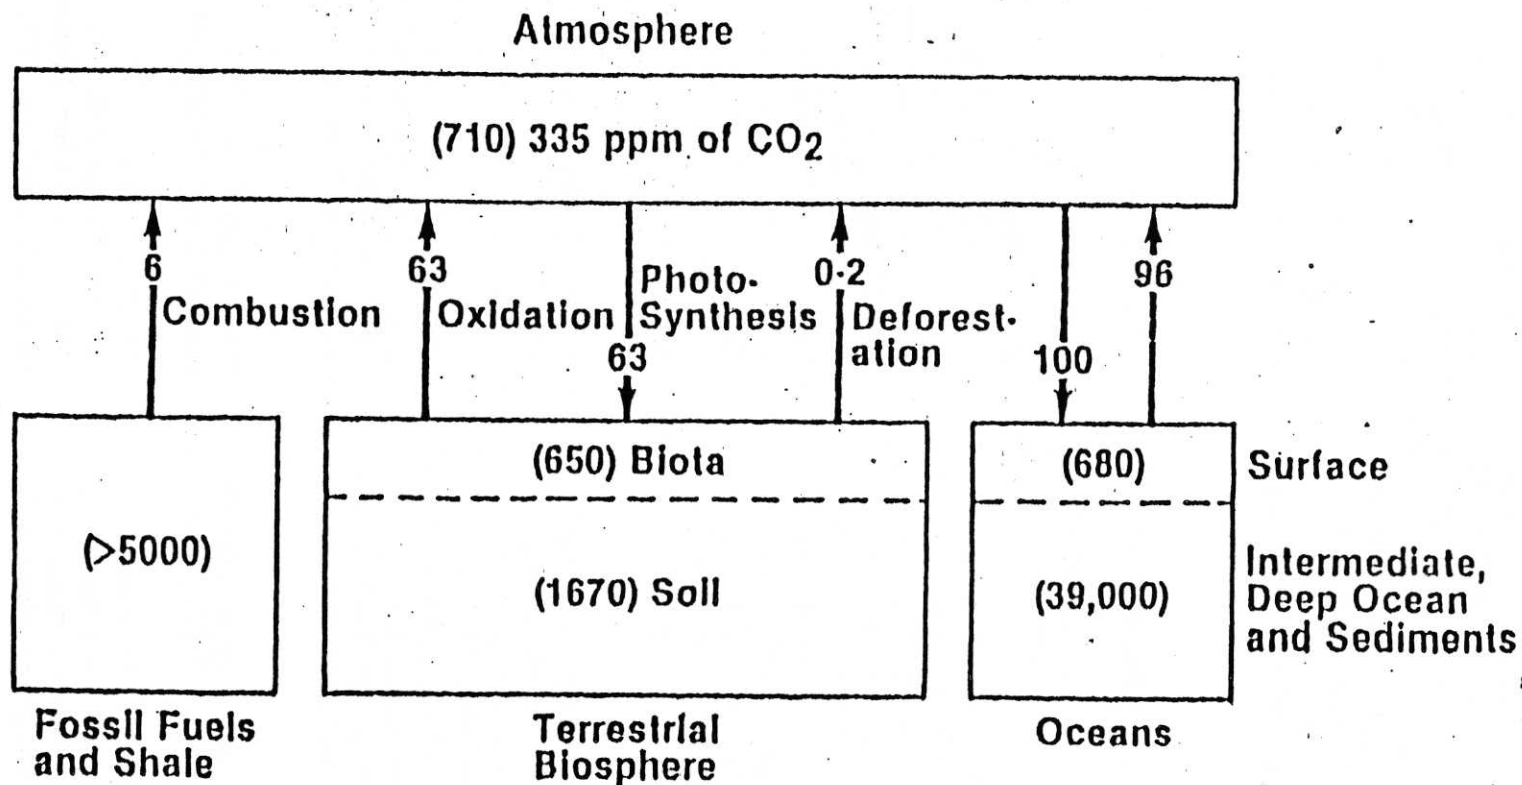 Atmosphere
(710) 335 ppm of CO2
6
Combustion
63
Oxidation
Photo-
Synthesis
63
0·2
Deforest-
ation
100
96
(>5000)
(650) Biota
(1670) Soil
(680)
Surface
(39,000)
Intermediate,
Deep Ocean
and Sediments
Fossil Fuels
and Shale
Terrestrial
Biosphere
Oceans